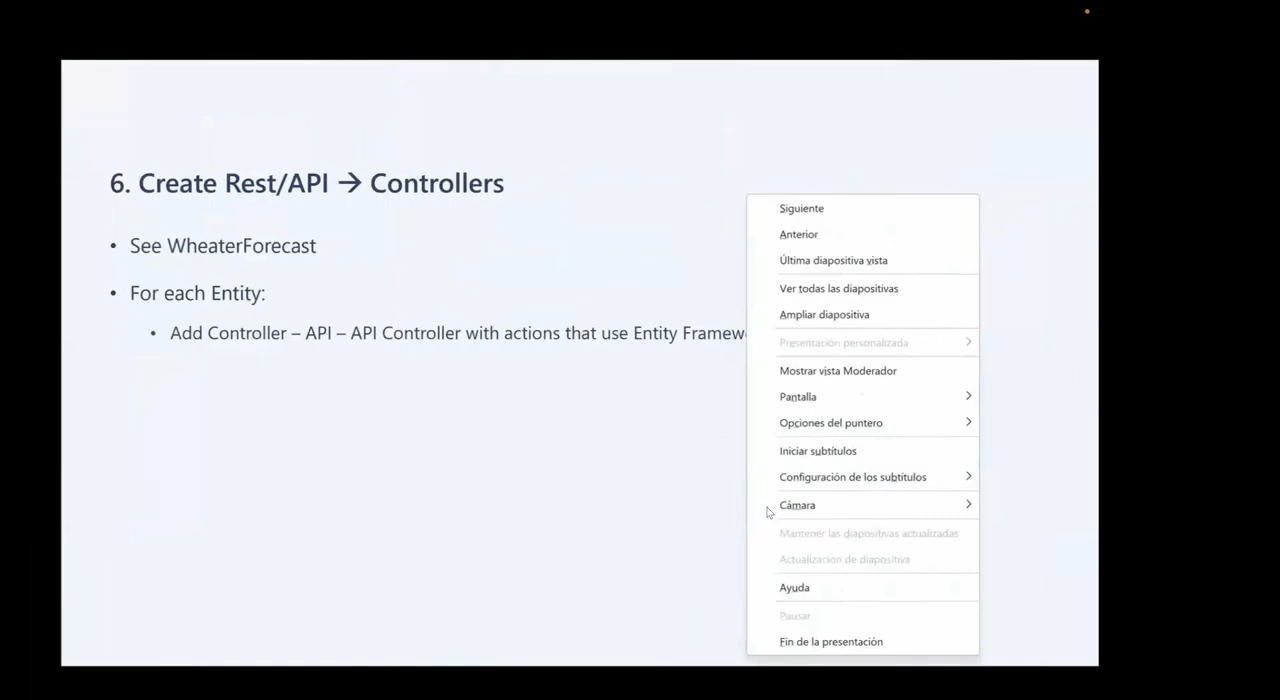 6. Create Rest/API → Controllers
• See WheaterForecast
• For each Entity:
• Add Controller – API – API Controller with actions that use Entity
Siguiente
Anterior
Última diapositiva vista
Ver todas las diapositivas
Ampliar diapositiva
Presentación personalizada
Mostrar vista Moderador
Pantalla
Opciones del puntero
Iniciar subtítulos
Configuración de los subtítulos
Cámara
Mantener las diapositivas actualizadas
Actualización de diapositiva
Ayuda
Pausar
Fin de la presentación